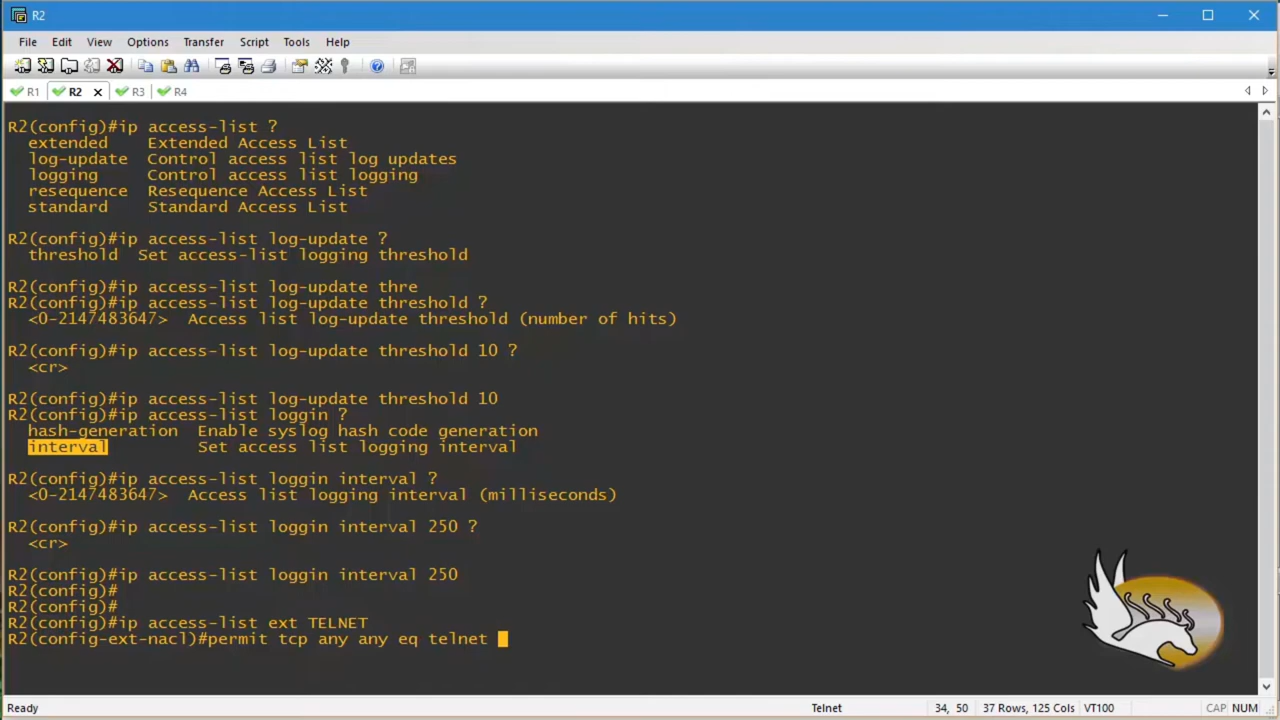 R2
File Edit View Options Transfer Script Tools Help
R1 R2 R3 R4
R2(config)#ip access-list ?
extended Extended Access List
log-update Control access list log updates
logging Control access list logging
resequence Resequence Access List
standard Standard Access List
R2(config)#ip access-list log-update ?
threshold Set access-list logging threshold
R2(config)#ip access-list log-update thre
R2(config)#ip access-list log-update threshold ?
<0-2147483647> Access list log-update threshold (number of hits)
R2(config)#ip access-list log-update threshold 10 ?
<cr>
R2(config)#ip access-list log-update threshold 10
R2(config)#ip access-list loggin ?
hash-generation Enable syslog hash code generation
interval Set access list logging interval
R2(config)#ip access-list loggin interval ?
<0-2147483647> Access list logging interval (milliseconds)
R2(config)#ip access-list loggin interval 250 ?
<cr>
R2(config)#ip access-list loggin interval 250
R2(config)#
R2(config)#
R2(config)#ip access-list ext TELNET
R2(config-ext-nacl)#permit tcp any any eq telnet
Ready Telnet 34, 50 37 Rows, 125 Cols VT100 CAP NUM